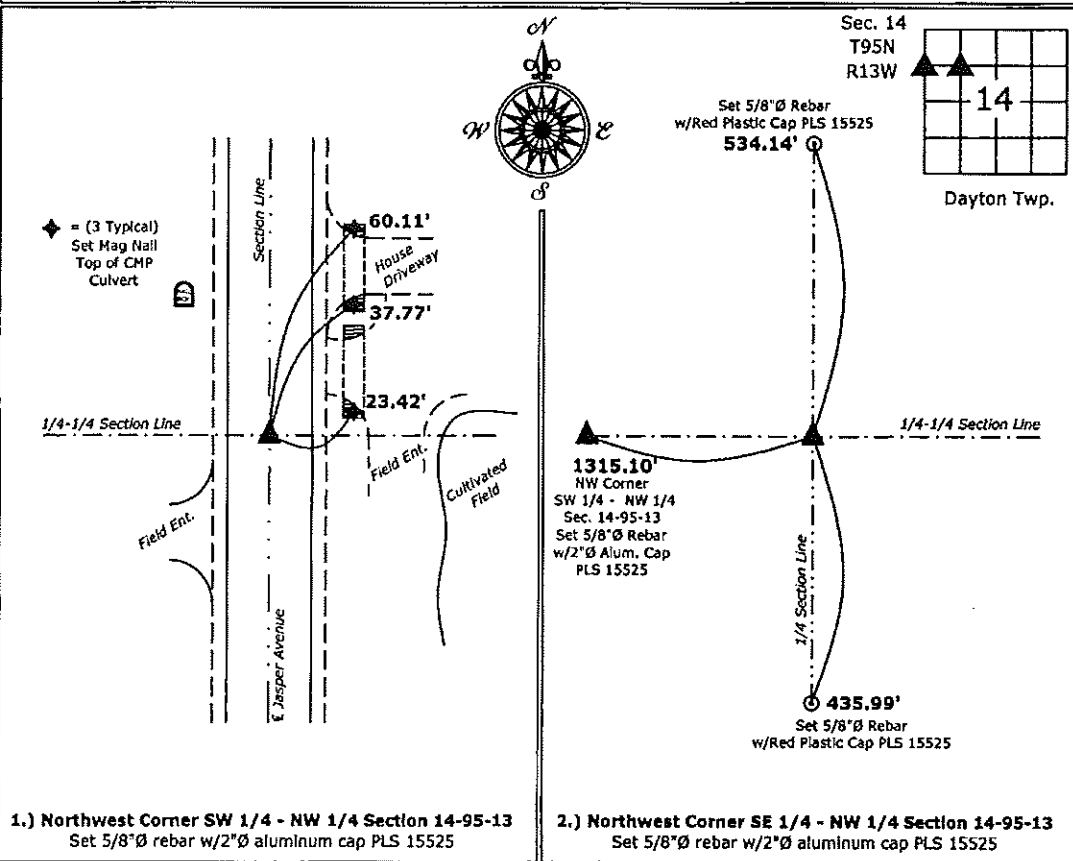 N
W
E
S
Sec. 14
T95N
R13W
14
Dayton Twp.
= (3 Typical)
Set Mag Nail
Top of CMP
Culvert
Section Line
60.11'
House
Driveway
37.77'
23.42'
1/4-1/4 Section Line
Field Ent.
Field Ent.
Cultivated
Field
℄ Jasper Avenue
Set 5/8"Ø Rebar
w/Red Plastic Cap PLS 15525
534.14'
1/4-1/4 Section Line
1315.10'
NW Corner
SW 1/4 - NW 1/4
Sec. 14-95-13
Set 5/8"Ø Rebar
w/2"Ø Alum. Cap
PLS 15525
1/4 Section Line
435.99'
Set 5/8"Ø Rebar
w/Red Plastic Cap PLS 15525
1.) Northwest Corner SW 1/4 - NW 1/4 Section 14-95-13
Set 5/8"Ø rebar w/2"Ø aluminum cap PLS 15525
2.) Northwest Corner SE 1/4 - NW 1/4 Section 14-95-13
Set 5/8"Ø rebar w/2"Ø aluminum cap PLS 15525